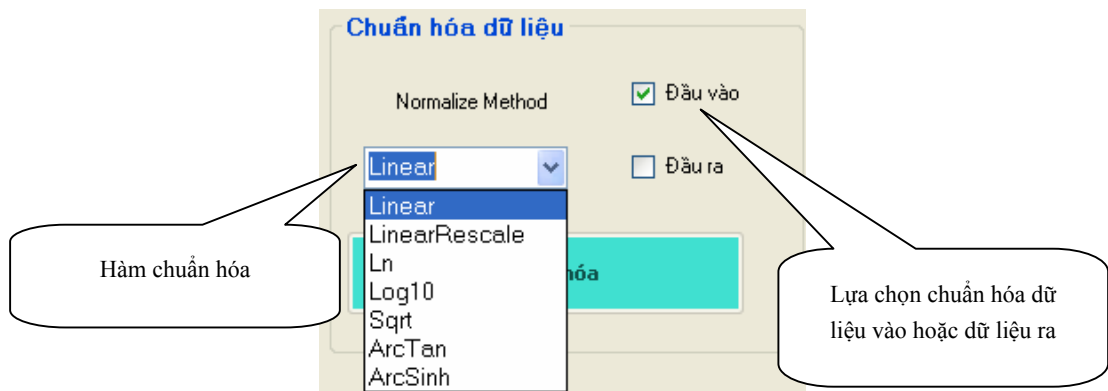 Chuẩn hóa dữ liệu
Normalize Method
Đầu vào
Linear
Đầu ra
Linear
LinearRescale
Ln
Log10
Sqrt
ArcTan
ArcSinh
hóa
Hàm chuẩn hóa
Lựa chọn chuẩn hóa dữ
liệu vào hoặc dữ liệu ra